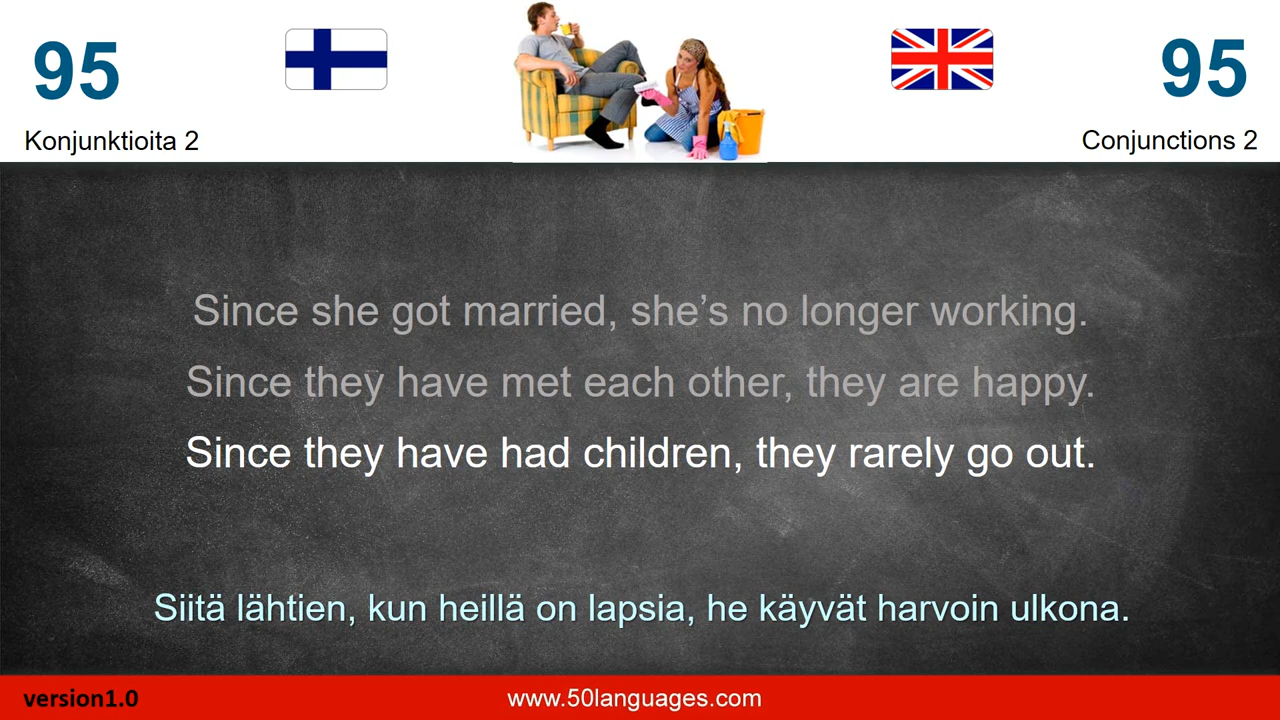 95
95
Konjunktioita 2
Conjunctions 2
Since she got married, she’s no longer working.
Since they have met each other, they are happy.
Since they have had children, they rarely go out.
Siitä lähtien, kun heillä on lapsia, he käyvät harvoin ulkona.
version1.0
www.50languages.com